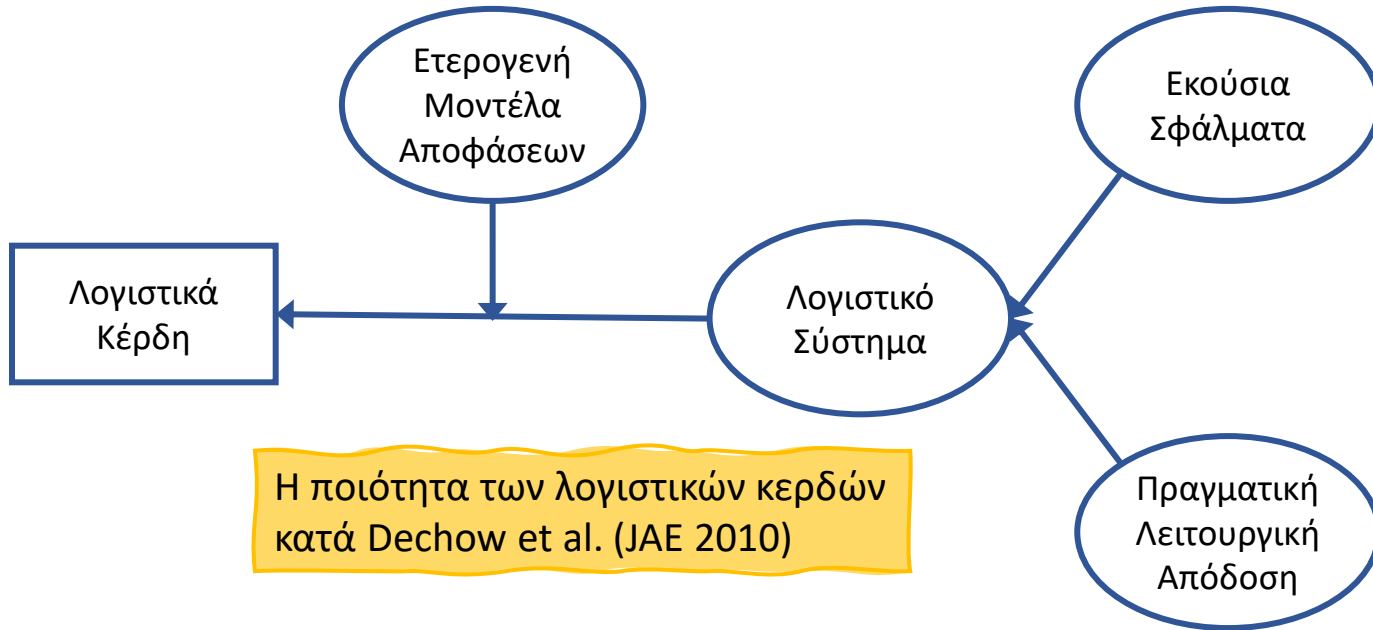 Ετερογενή
Μοντέλα
Αποφάσεων
Εκούσια
Σφάλματα
Λογιστικά
Κέρδη
Λογιστικό
Σύστημα
Η ποιότητα των λογιστικών κερδών
κατά Dechow et al. (JAE 2010)
Πραγματική
Λειτουργική
Απόδοση